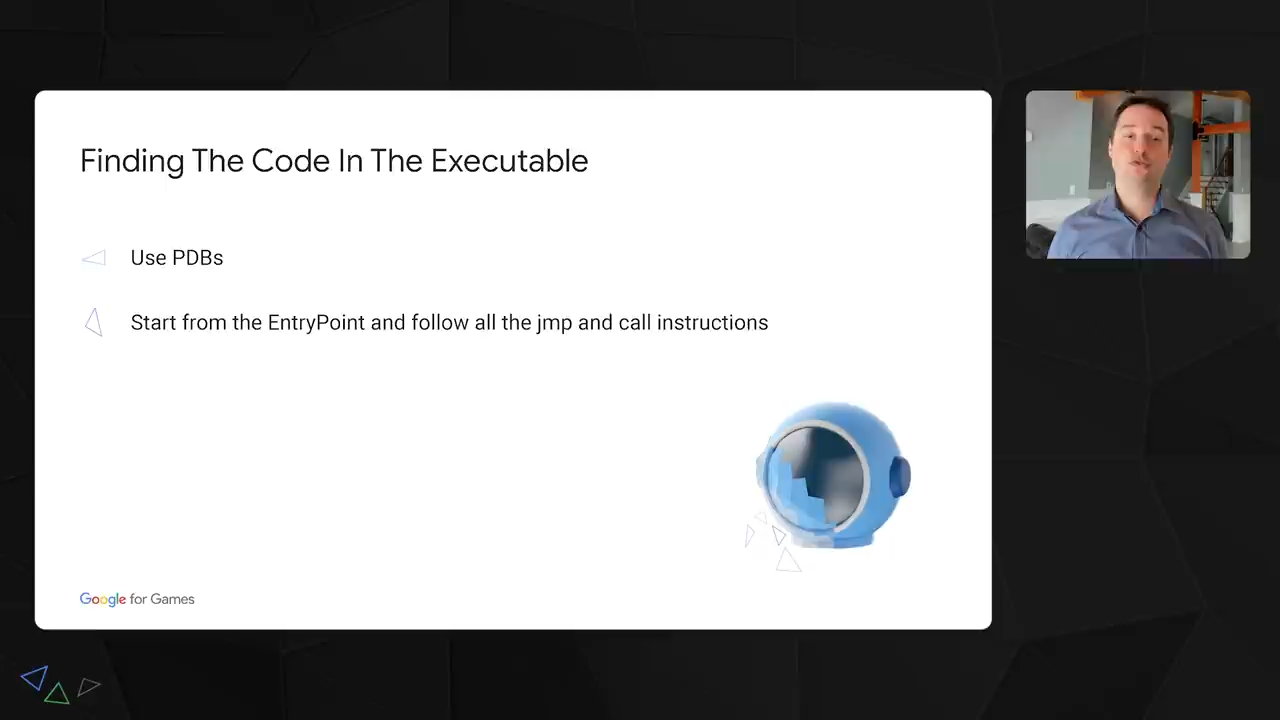 Finding The Code In The Executable
Use PDBs
Start from the EntryPoint and follow all the jmp and call instructions
Google for Games